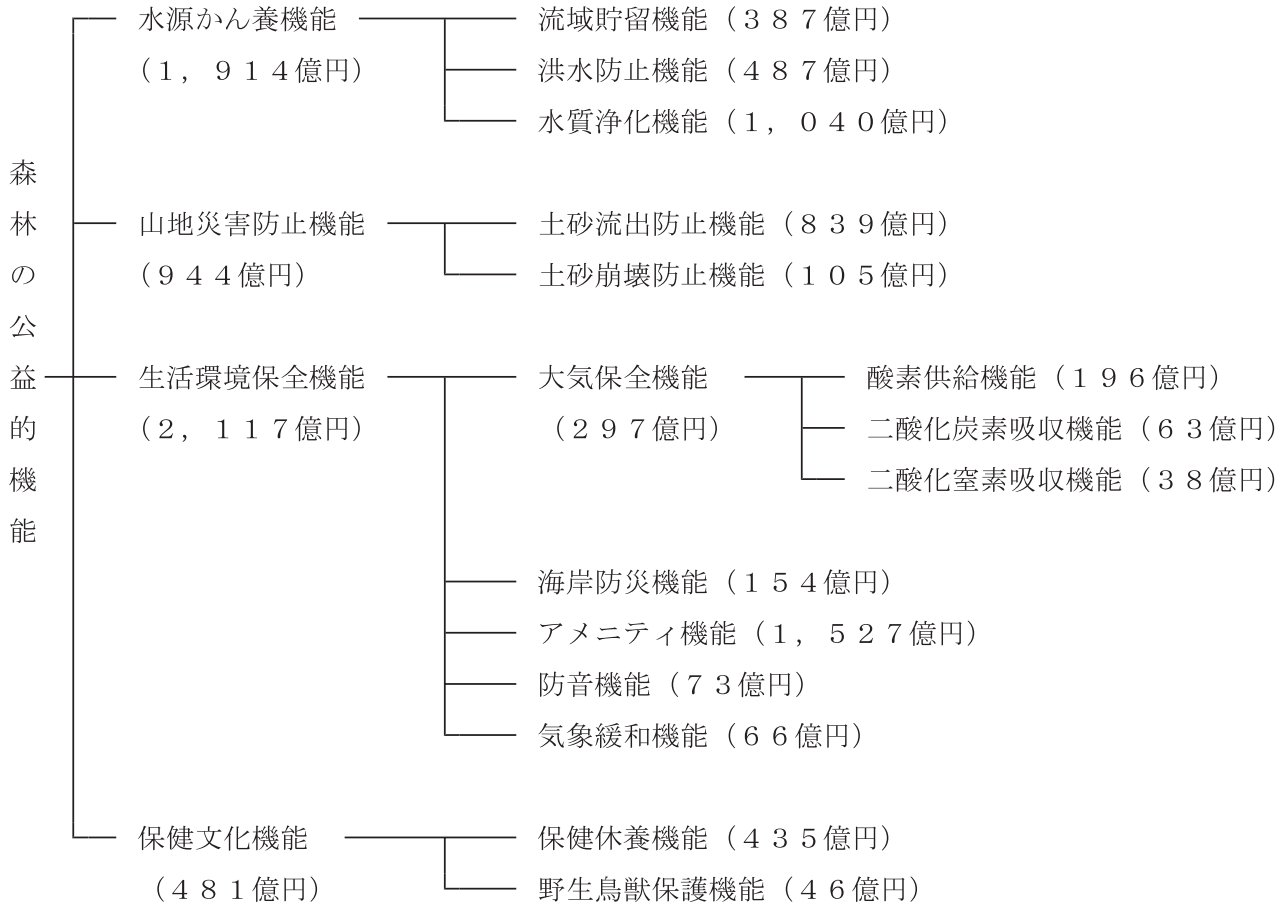 森林の公益的機能
水源かん養機能
（１，９１４億円）
流域貯留機能（３８７億円）
洪水防止機能（４８７億円）
水質浄化機能（１，０４０億円）
山地災害防止機能
（９４４億円）
土砂流出防止機能（８３９億円）
土砂崩壊防止機能（１０５億円）
生活環境保全機能
（２，１１７億円）
大気保全機能
（２９７億円）
酸素供給機能（１９６億円）
二酸化炭素吸収機能（６３億円）
二酸化窒素吸収機能（３８億円）
海岸防災機能（１５４億円）
アメニティ機能（１，５２７億円）
防音機能（７３億円）
気象緩和機能（６６億円）
保健文化機能
（４８１億円）
保健休養機能（４３５億円）
野生鳥獣保護機能（４６億円）